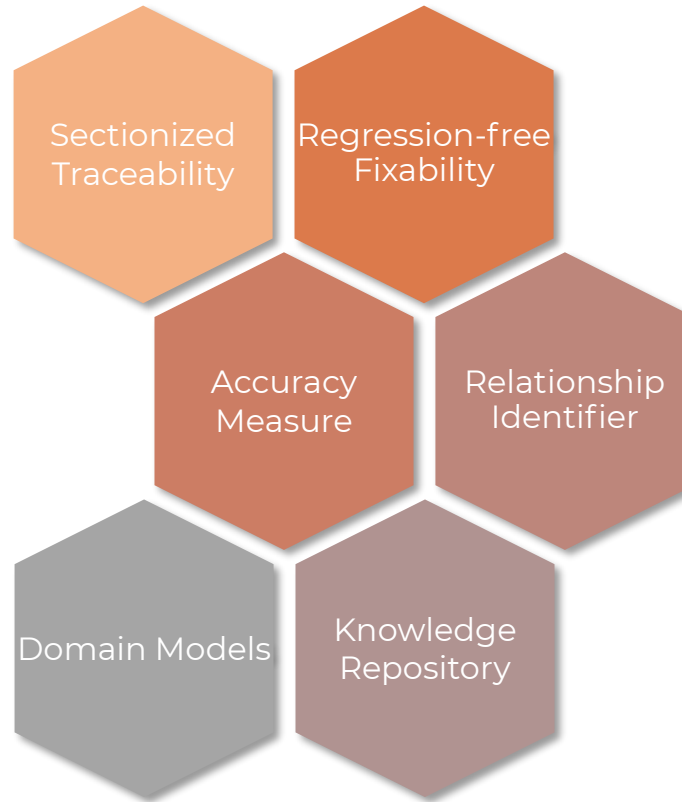 Sectionized
Traceability
Regression-free
Fixability
Accuracy
Measure
Relationship
Identifier
Domain Models
Knowledge
Repository